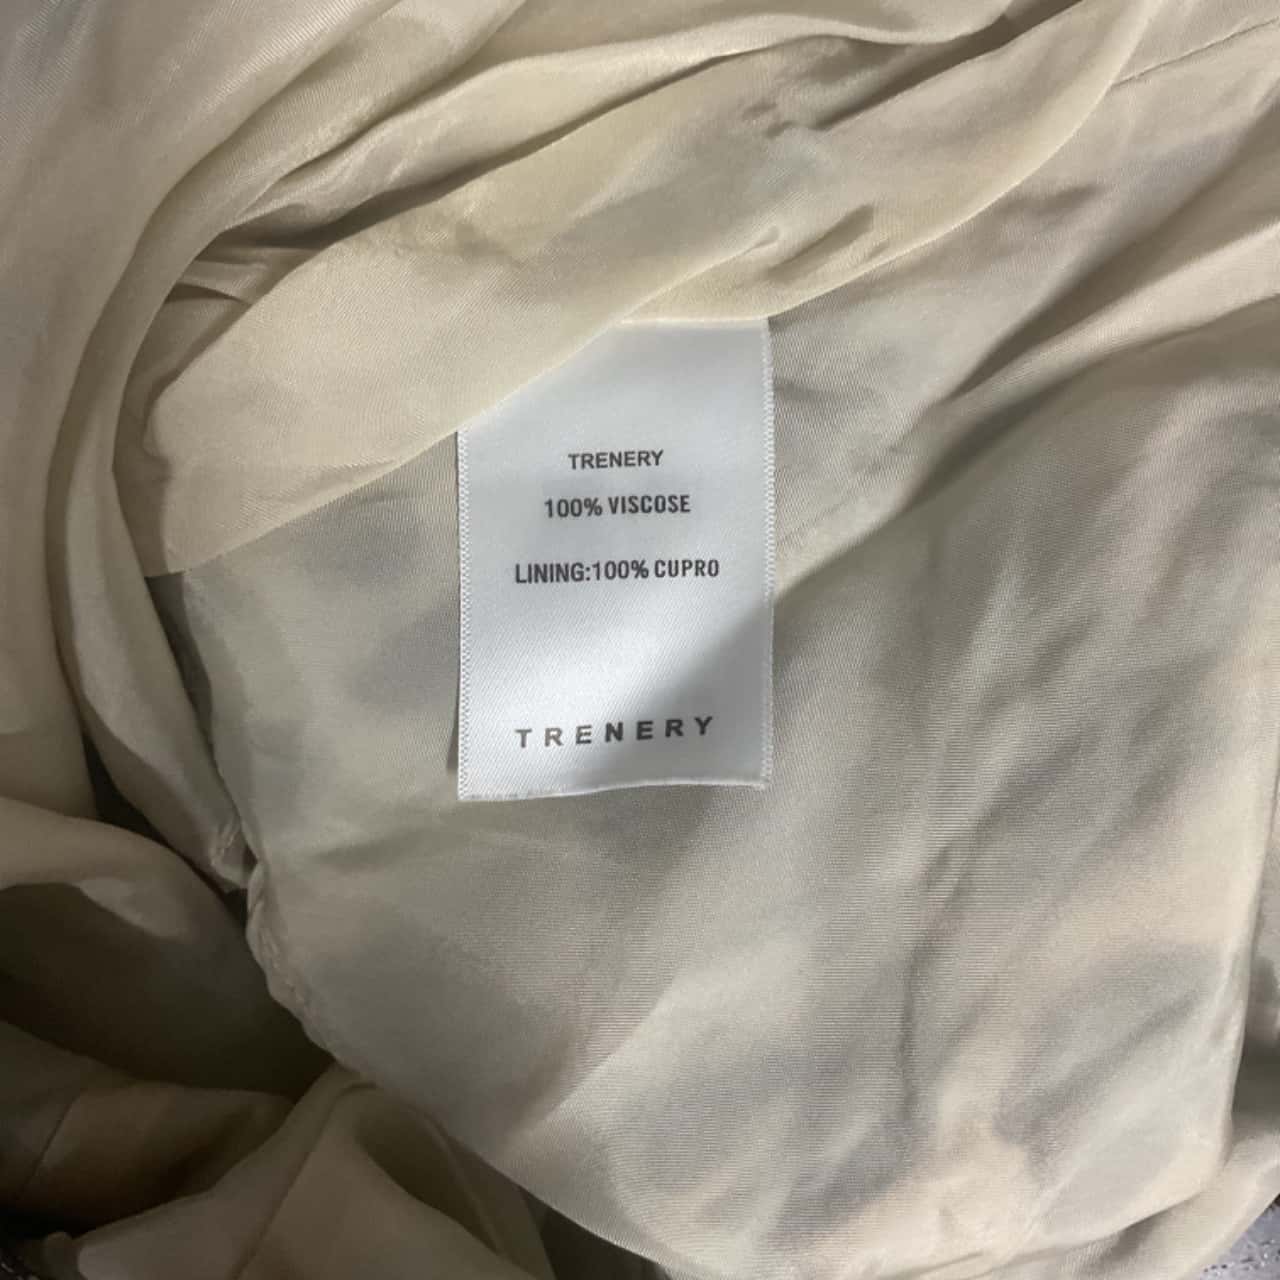 TRENERY
100% VISCOSE
LINING:100% CUPRO
TRENERY